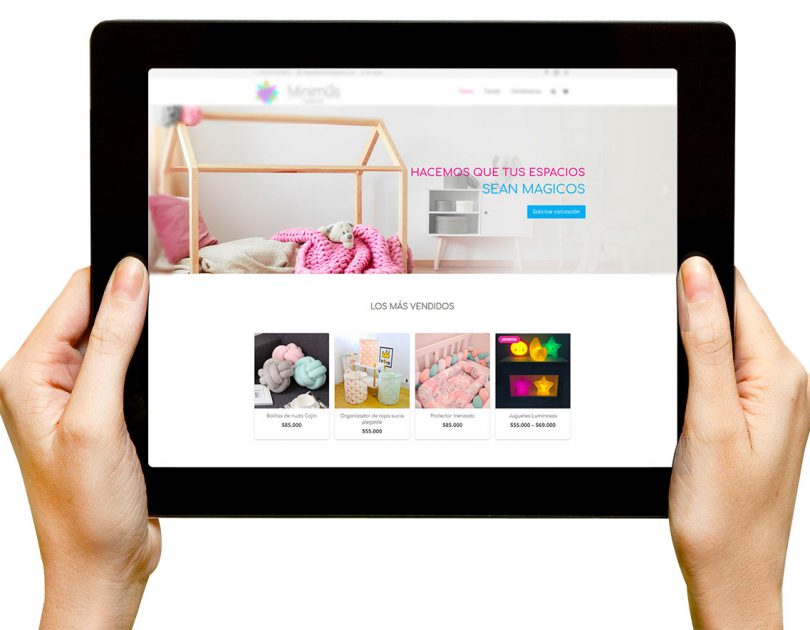 Minimüs
Home Tienda Contáctenos
HACEMOS QUE TUS ESPACIOS
SEAN MAGICOS
Solicitar cotización
LOS MÁS VENDIDOS
¡OFERTA!
Bolitas de nudo Cojín
$85.000
Organizador de ropa sucia
plegable
$55.000
Protector trenzado
$85.000
Juguetes Luminosos
$55.000 – $69.000